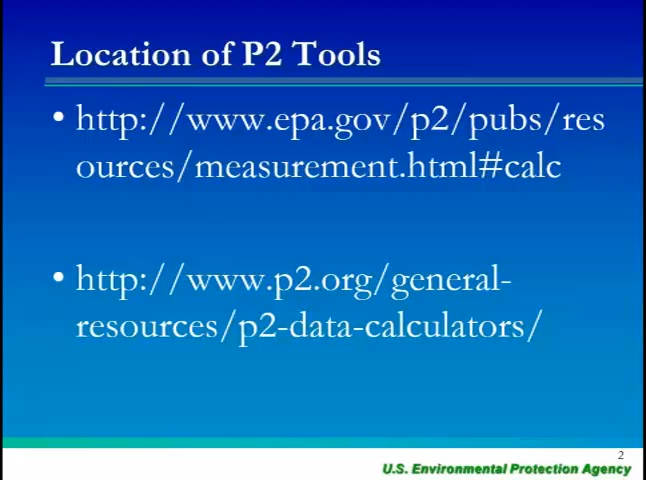 Location of P2 Tools
• http://www.epa.gov/p2/pubs/res
ources/measurement.html#calc
• http://www.p2.org/general-
resources/p2-data-calculators/
2
U.S. Environmental Protection Agency